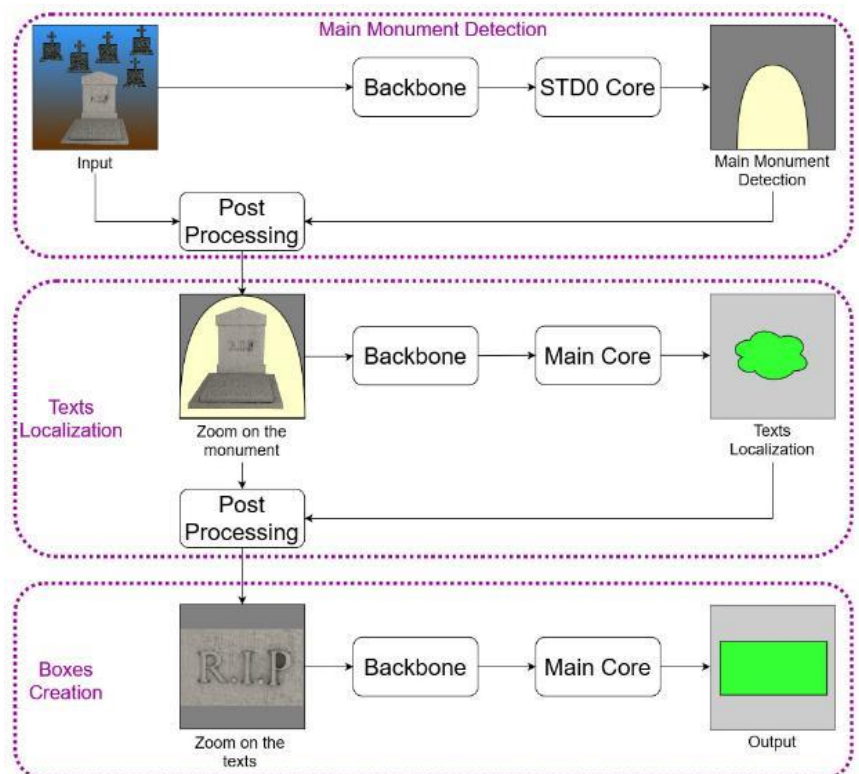 Main Monument Detection
Backbone
STD0 Core
Input
Main Monument
Detection
Post
Processing
Texts
Localization
Backbone
Main Core
Zoom on the
monument
Texts
Localization
Post
Processing
Boxes
Creation
R.I.P
Backbone
Main Core
Zoom on the
texts
Output